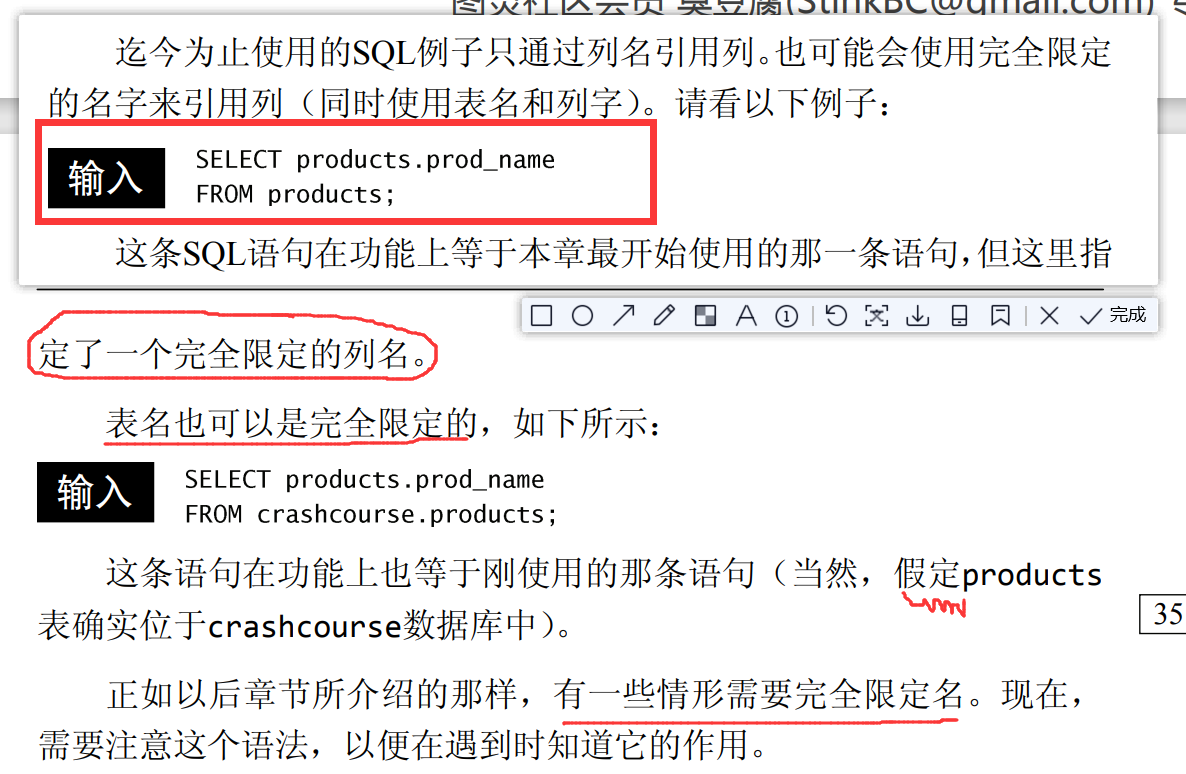 图灵社区会员 臭豆腐(StinkBC@gmail.com) 专
迄今为止使用的SQL例子只通过列名引用列。也可能会使用完全限定
的名字来引用列（同时使用表名和列字）。请看以下例子：
输入
SELECT products.prod_name
FROM products;
这条SQL语句在功能上等于本章最开始使用的那一条语句，但这里指
1
完成
定了一个完全限定的列名。
表名也可以是完全限定的，如下所示：
输入
SELECT products.prod_name
FROM crashcourse.products;
这条语句在功能上也等于刚使用的那条语句（当然，假定products
表确实位于crashcourse数据库中）。
35
正如以后章节所介绍的那样，有一些情形需要完全限定名。现在，
需要注意这个语法，以便在遇到时知道它的作用。